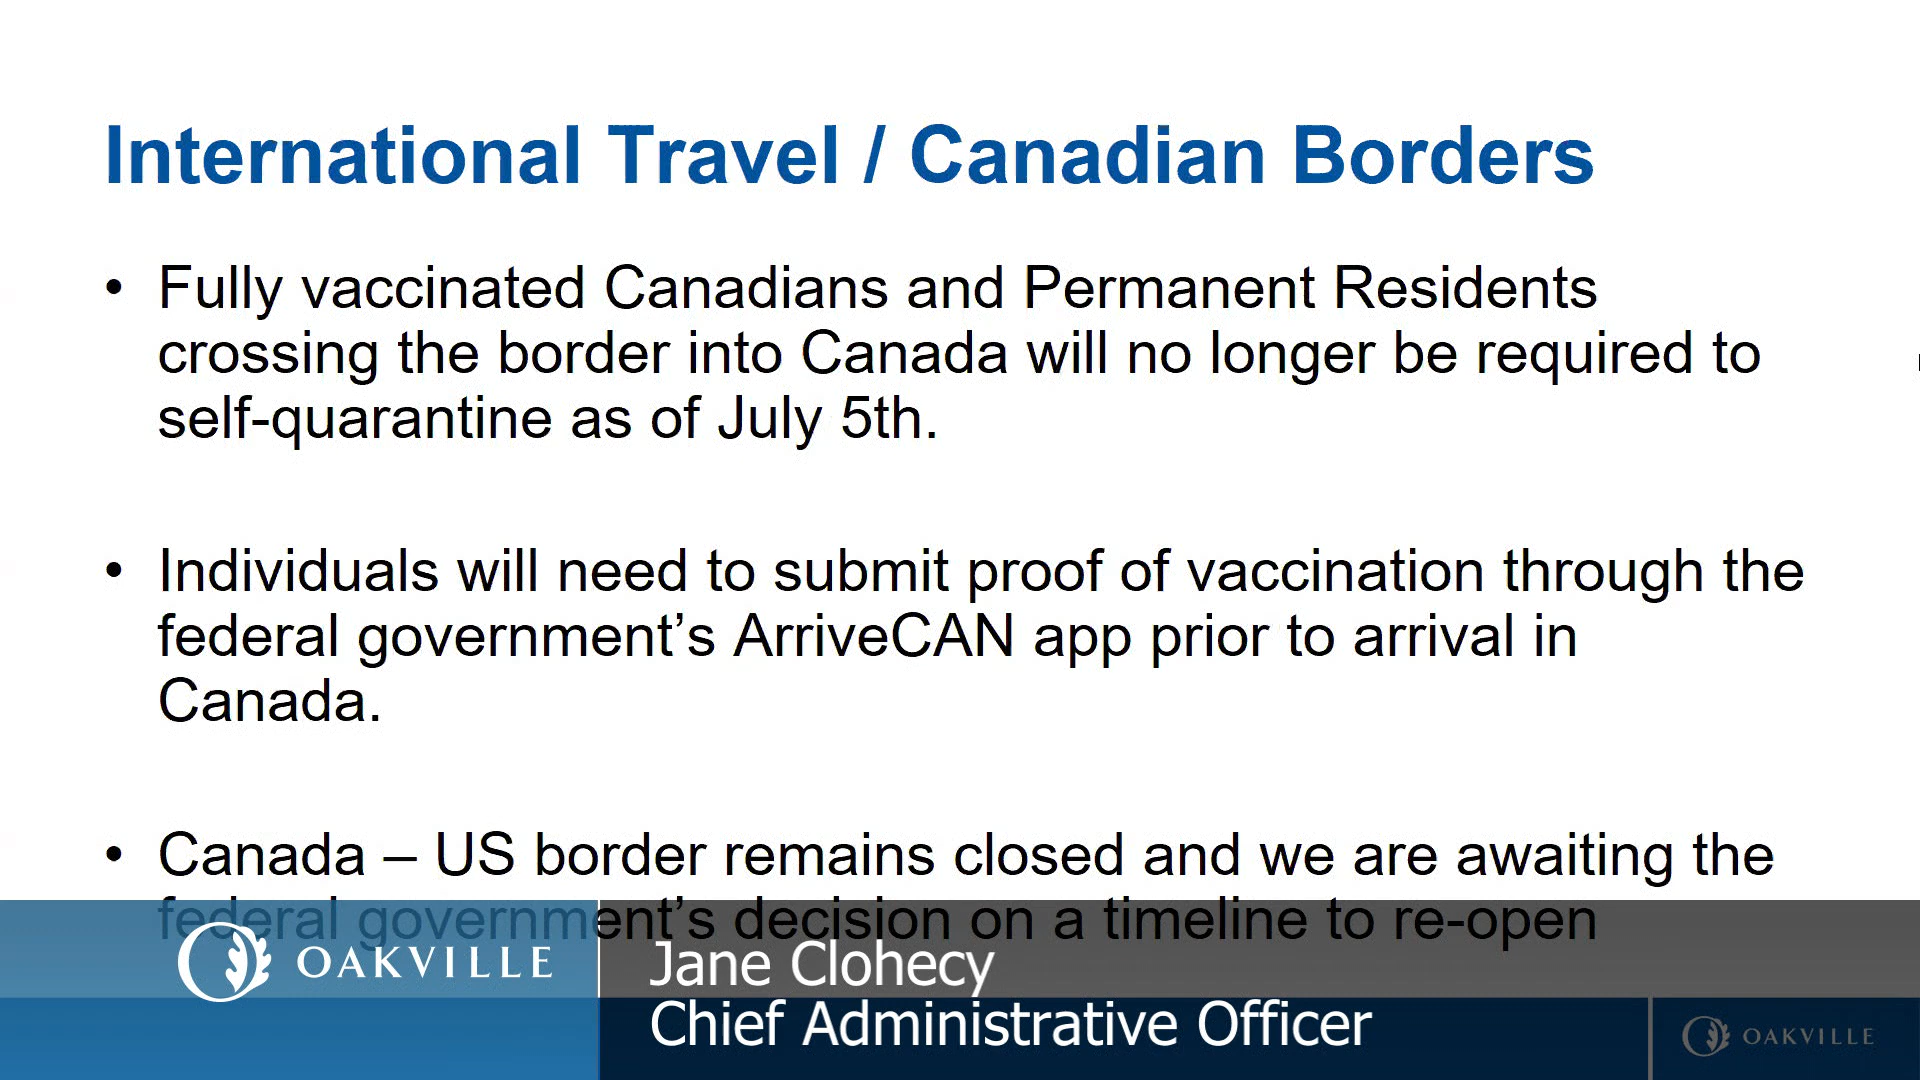 International Travel / Canadian Borders
• Fully vaccinated Canadians and Permanent Residents
crossing the border into Canada will no longer be required to
self-quarantine as of July 5th.
• Individuals will need to submit proof of vaccination through the
federal government’s ArriveCAN app prior to arrival in
Canada.
• Canada – US border remains closed and we are awaiting the
federal government’s decision on a timeline to re-open
OAKVILLE
Jane Clohecy
Chief Administrative Officer
OAKVILLE